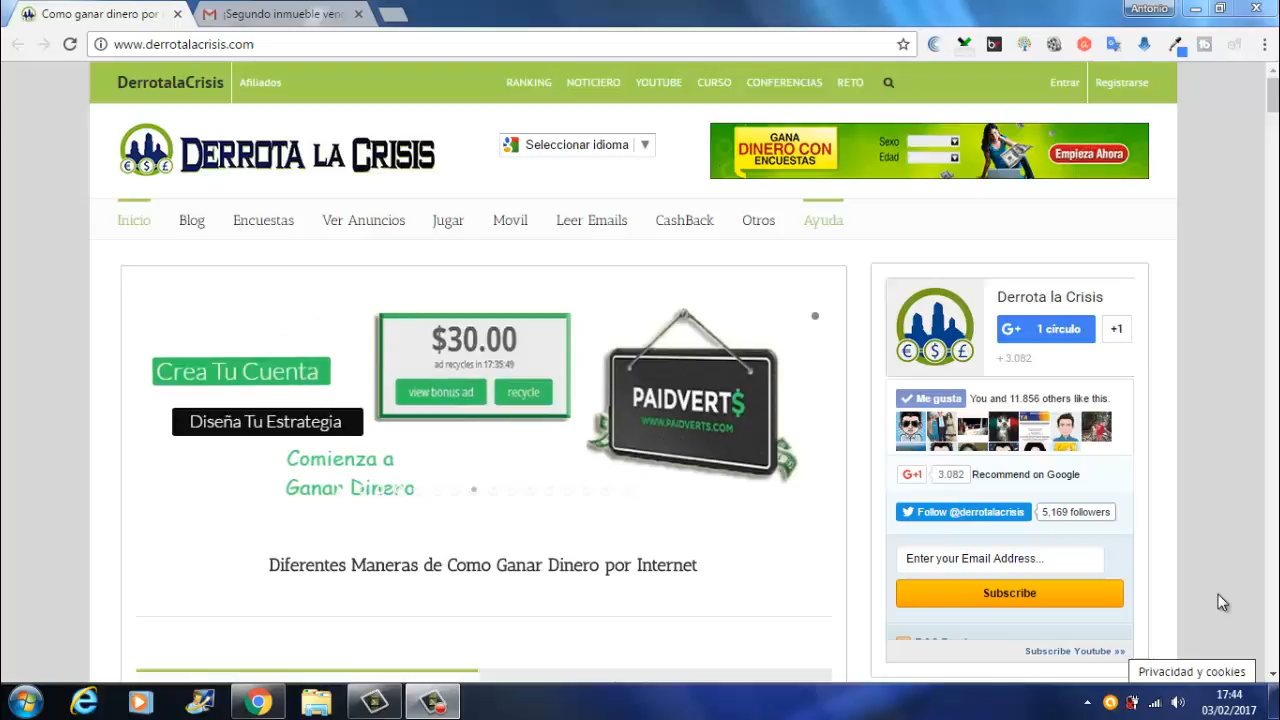 Como ganar dinero por
¡Segundo inmueble venc
Antonio
www.derrotalacrisis.com
DerrotalaCrisis
Afiliados
RANKING
NOTICIERO
YOUTUBE
CURSO
CONFERENCIAS
RETO
Entrar
Registrarse
DERROTA LA CRISIS
Seleccionar idioma
GANA
DINERO CON
ENCUESTAS
Sexo
Edad
Empieza Ahora
Inicio
Blog
Encuestas
Ver Anuncios
Jugar
Movil
Leer Emails
CashBack
Otros
Ayuda
Crea Tu Cuenta
Diseña Tu Estrategia
Comienza a
Ganar Dinero
$30.00
ad recycles in 17:35:49
view bonus ad
recycle
PAIDVERT$
WWW.PAIDVERTS.COM
Diferentes Maneras de Como Ganar Dinero por Internet
Derrota la Crisis
G+ 1 círculo
+1
+ 3.082
Me gusta
You and 11.856 others like this.
G+1
3.082
Recommend on Google
Follow @derrotalacrisis
5,169 followers
Enter your Email Address...
Subscribe
Subscribe Youtube »»
Privacidad y cookies
17:44
03/02/2017